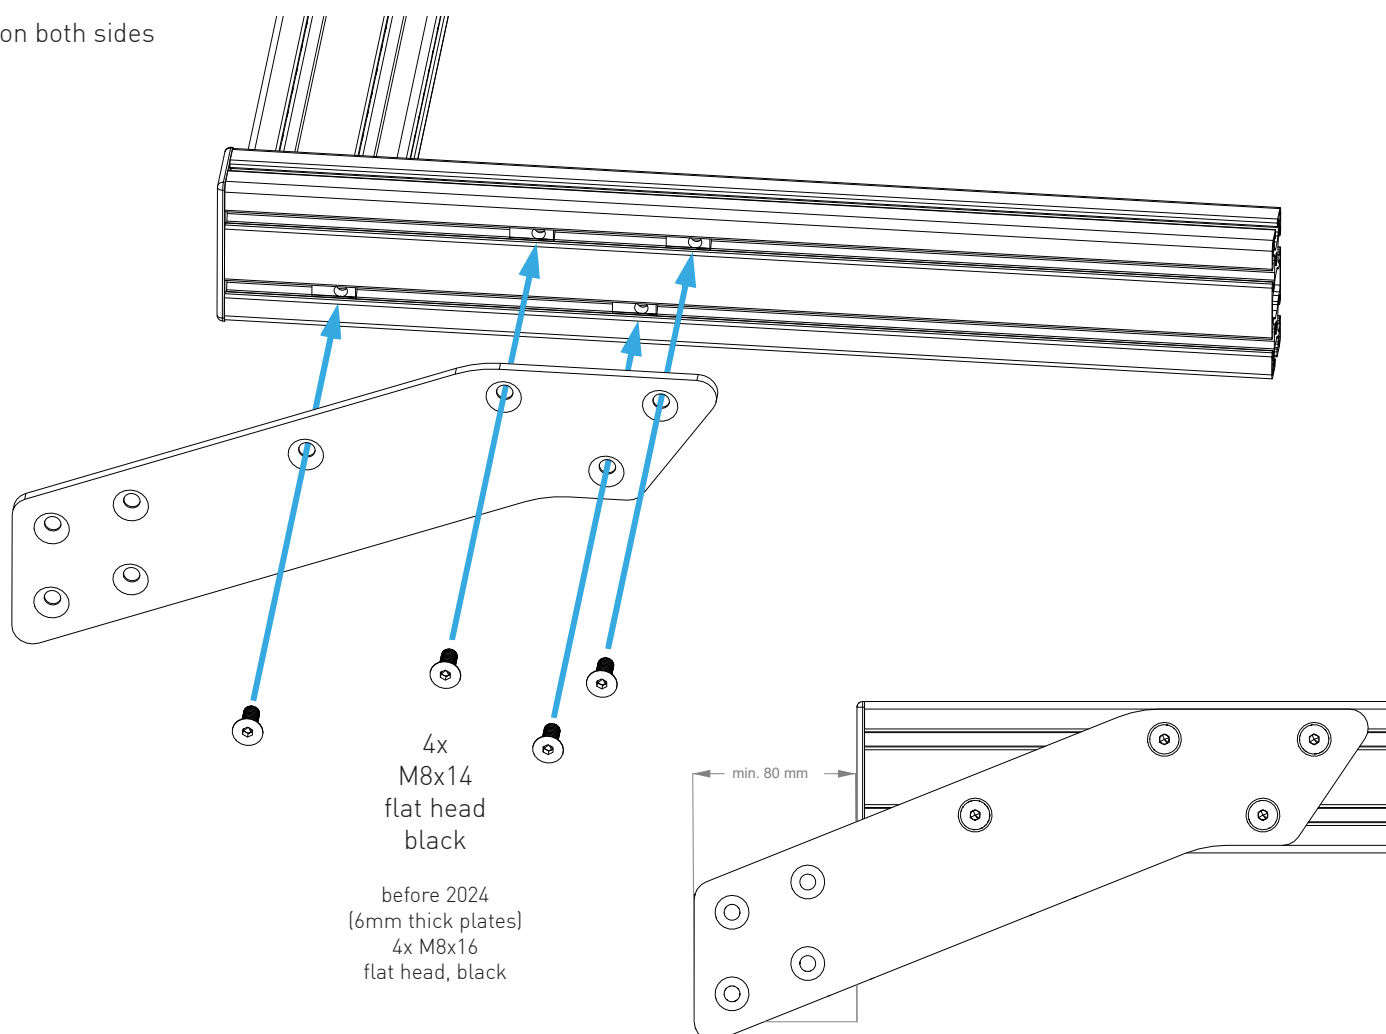 on both sides
4x
M8x14
flat head
black
before 2024
(6mm thick plates)
4x M8x16
flat head, black
min. 80 mm